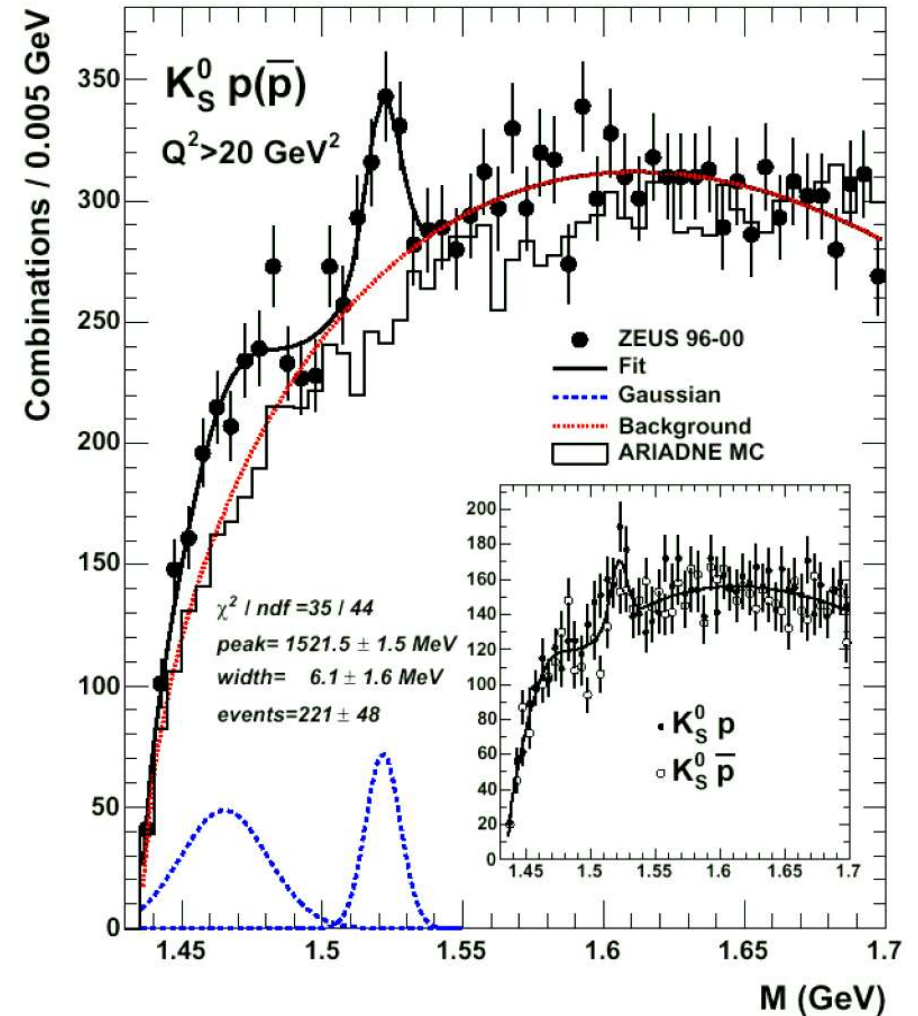 Combinations / 0.005 GeV
350
300
250
200
150
100
50
0
K⁰_S p(p̅)
Q²>20 GeV²
ZEUS 96-00
Fit
Gaussian
Background
ARIADNE MC
χ² / ndf =35 / 44
peak= 1521.5 ± 1.5 MeV
width= 6.1 ± 1.6 MeV
events=221 ± 48
200
180
160
140
120
100
80
60
40
20
0
K⁰_S p
K⁰_S p̅
1.45 1.5 1.55 1.6 1.65 1.7
1.45 1.5 1.55 1.6 1.65 1.7
M (GeV)